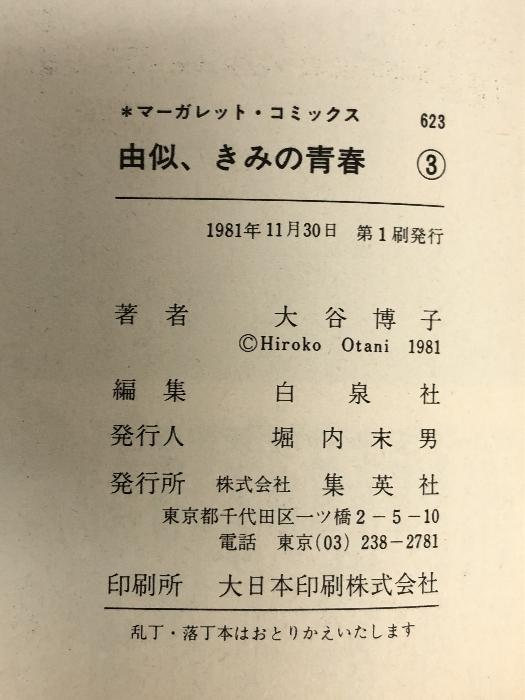 *マーガレット・コミックス 623
由似、きみの青春 ③
1981年11月30日 第1刷発行
著者 大谷博子
©Hiroko Otani 1981
編集 白泉社
発行人 堀内末男
発行所 株式会社 集英社
東京都千代田区一ツ橋2-5-10
電話 東京(03) 238-2781
印刷所 大日本印刷株式会社
乱丁・落丁本はおとりかえいたします